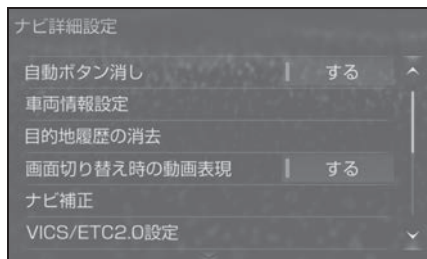 ナビ詳細設定
自動ボタン消し する
車両情報設定
目的地履歴の消去
画面切り替え時の動画表現 する
ナビ補正
VICS/ETC2.0設定